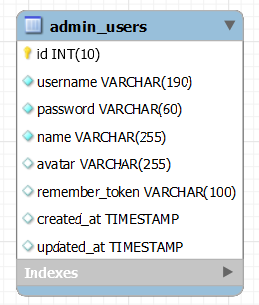 admin_users
id INT(10)
username VARCHAR(190)
password VARCHAR(60)
name VARCHAR(255)
avatar VARCHAR(255)
remember_token VARCHAR(100)
created_at TIMESTAMP
updated_at TIMESTAMP
Indexes